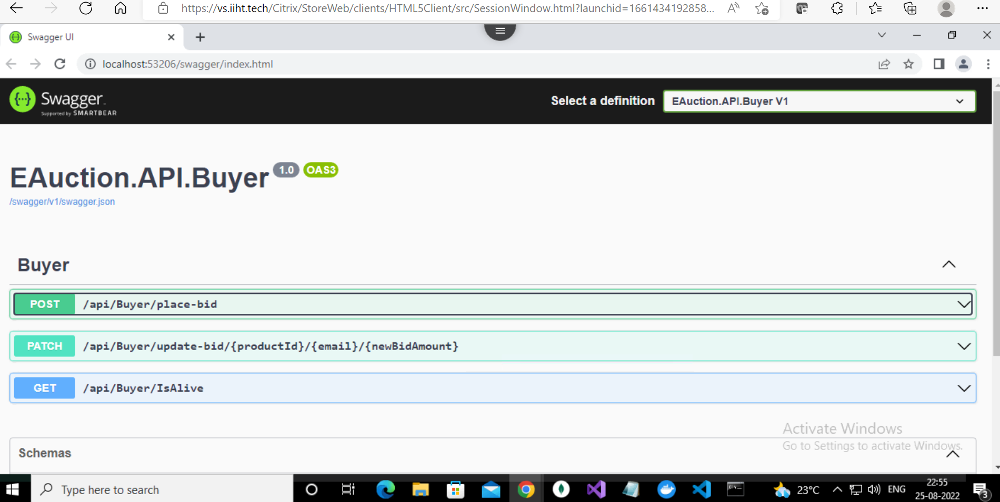 https://vs.iiht.tech/Citrix/StoreWeb/clients/HTML5Client/src/SessionWindow.html?launchid=1661434192858...
Swagger UI
localhost:53206/swagger/index.html
Swagger
Supported by SMARTBEAR
Select a definition
EAuction.API.Buyer V1
EAuction.API.Buyer 1.0 OAS3
/swagger/v1/swagger.json
Buyer
POST /api/Buyer/place-bid
PATCH /api/Buyer/update-bid/{productId}/{email}/{newBidAmount}
GET /api/Buyer/IsAlive
Activate Windows
Go to Settings to activate Windows.
Schemas
Type here to search
23°C
ENG
22:55
25-08-2022
3